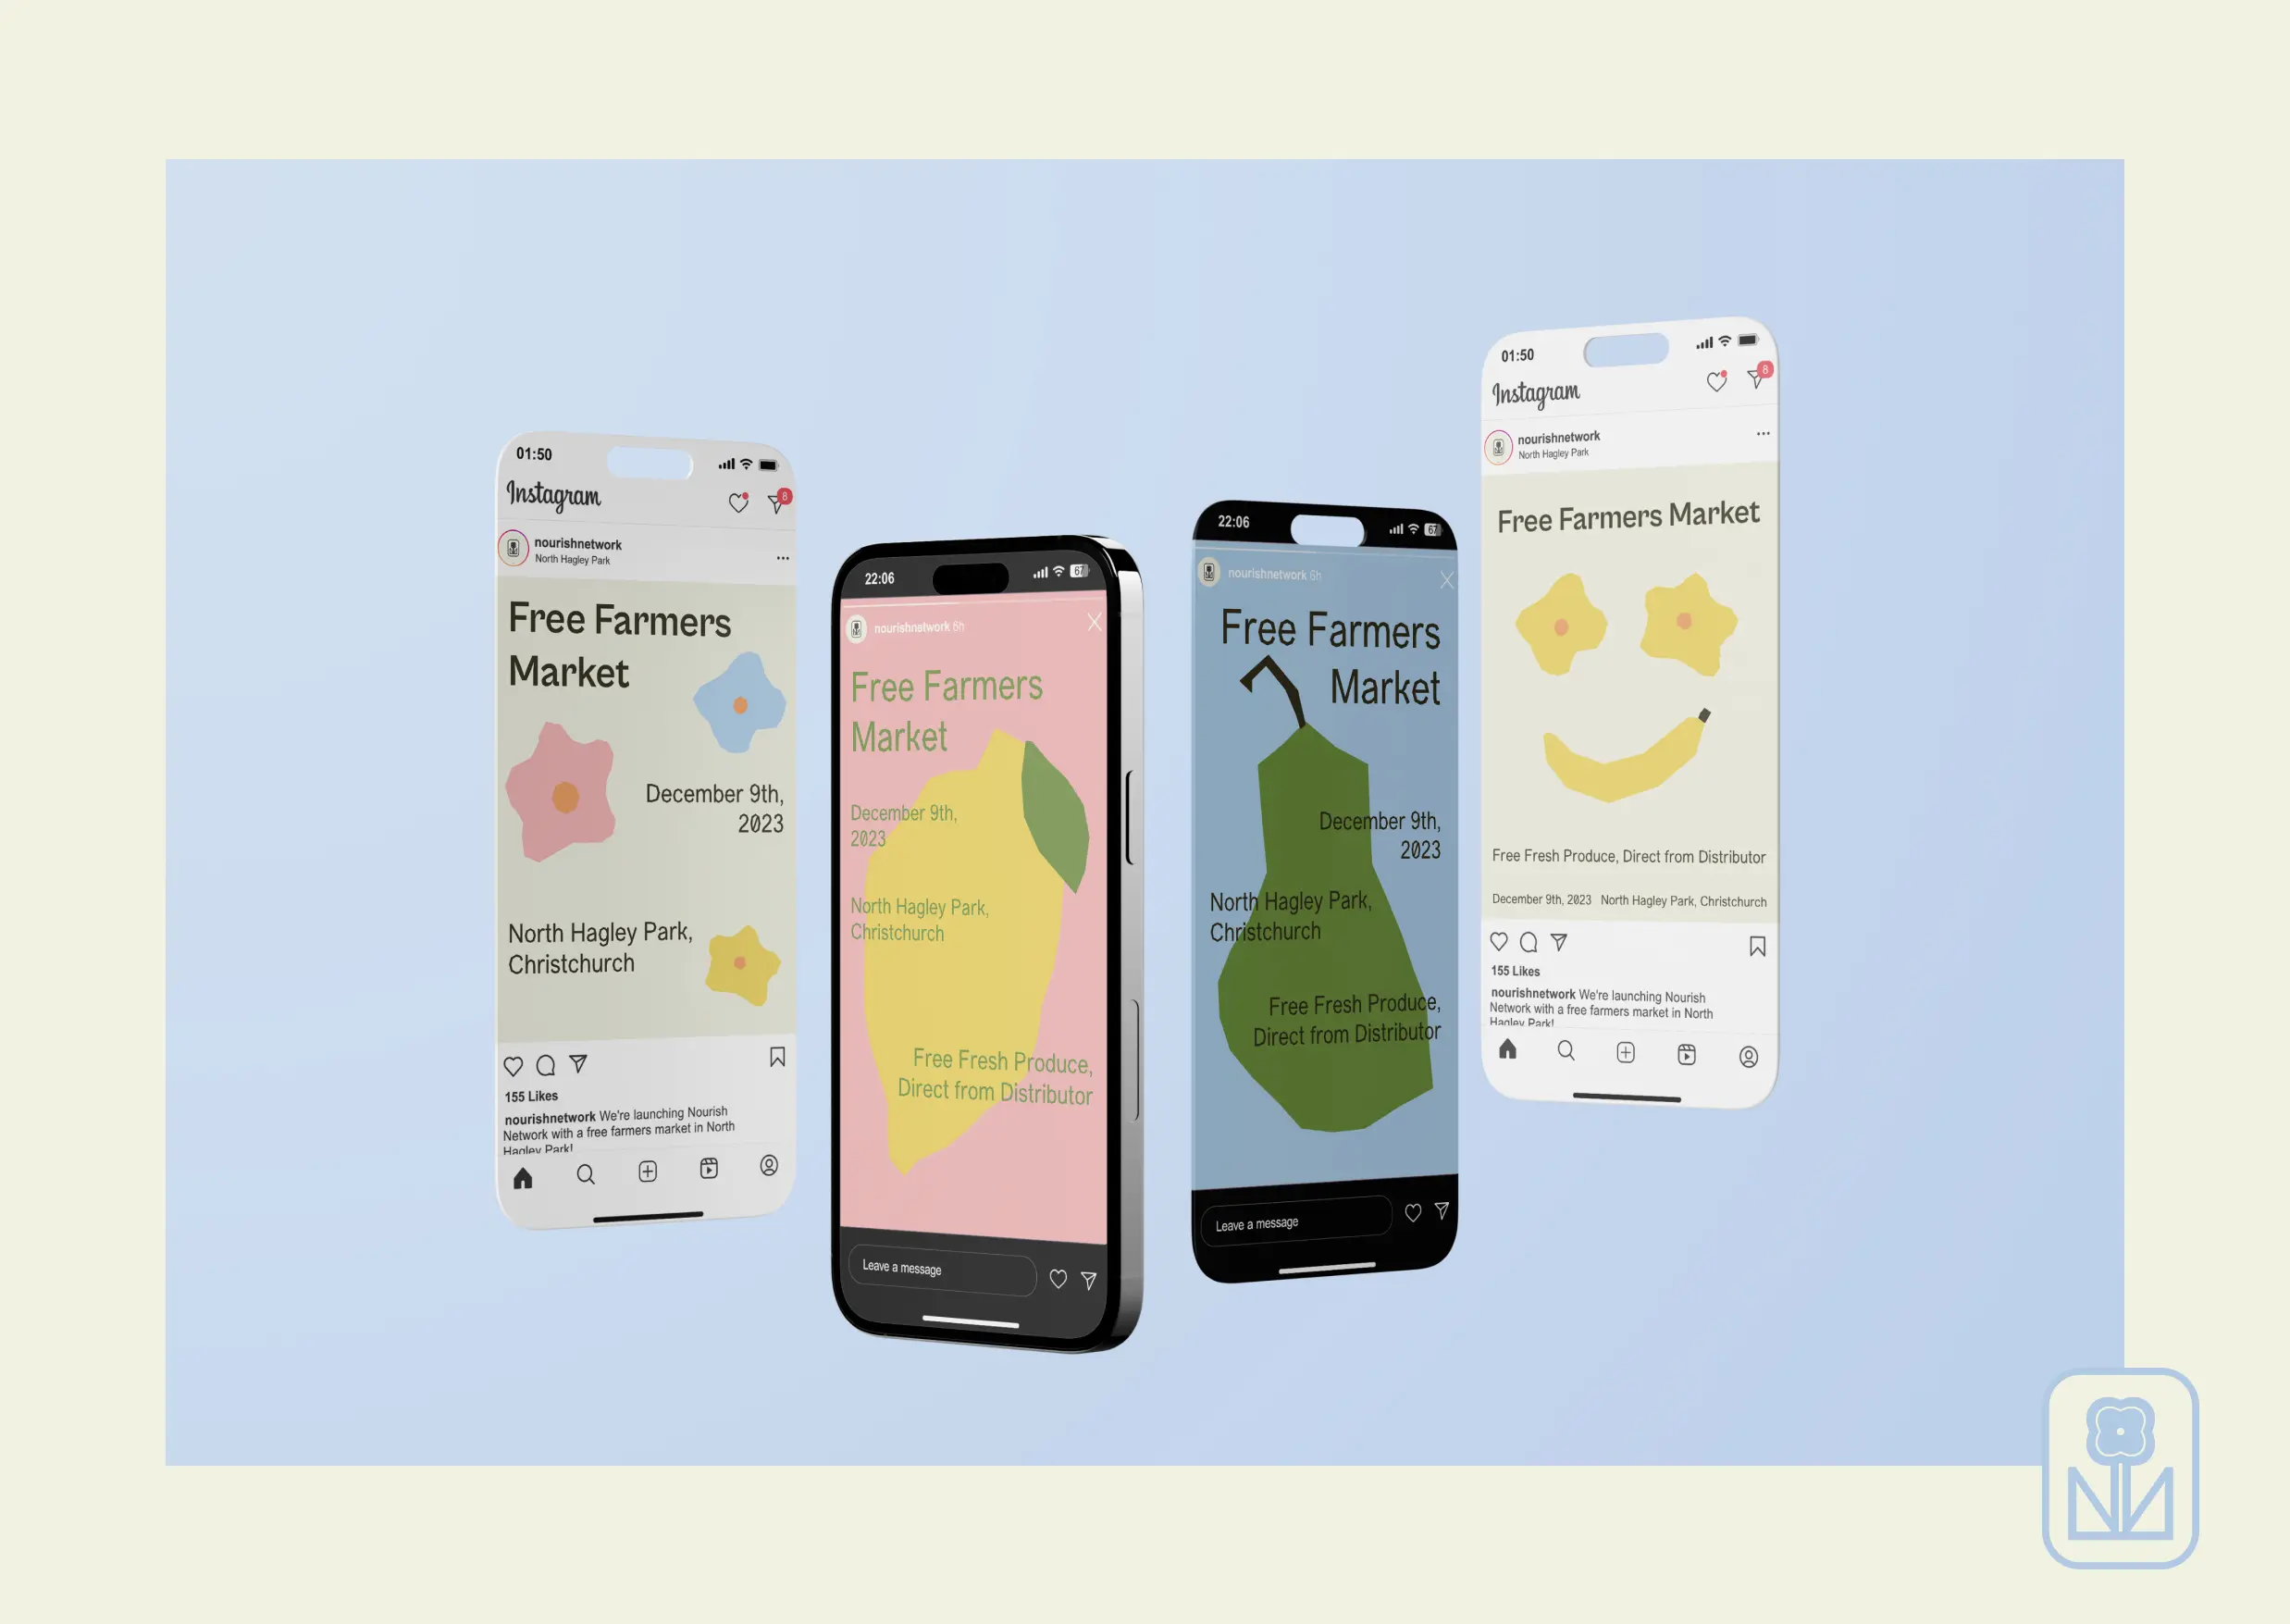 01:50
Instagram
8
nourishnetwork
North Hagley Park
Free Farmers
Market
December 9th,
2023
North Hagley Park,
Christchurch
155 Likes
nourishnetwork We're launching Nourish
Network with a free farmers market in North
Hagley Park!
22:06
67
nourishnetwork 6h
Free Farmers
Market
December 9th,
2023
North Hagley Park,
Christchurch
Free Fresh Produce,
Direct from Distributor
Leave a message
22:06
67
nourishnetwork 6h
Free Farmers
Market
December 9th,
2023
North Hagley Park,
Christchurch
Free Fresh Produce,
Direct from Distributor
Leave a message
01:50
Instagram
8
nourishnetwork
North Hagley Park
Free Farmers Market
Free Fresh Produce, Direct from Distributor
December 9th, 2023 North Hagley Park, Christchurch
155 Likes
nourishnetwork We're launching Nourish
Network with a free farmers market in North
Hagley Park!